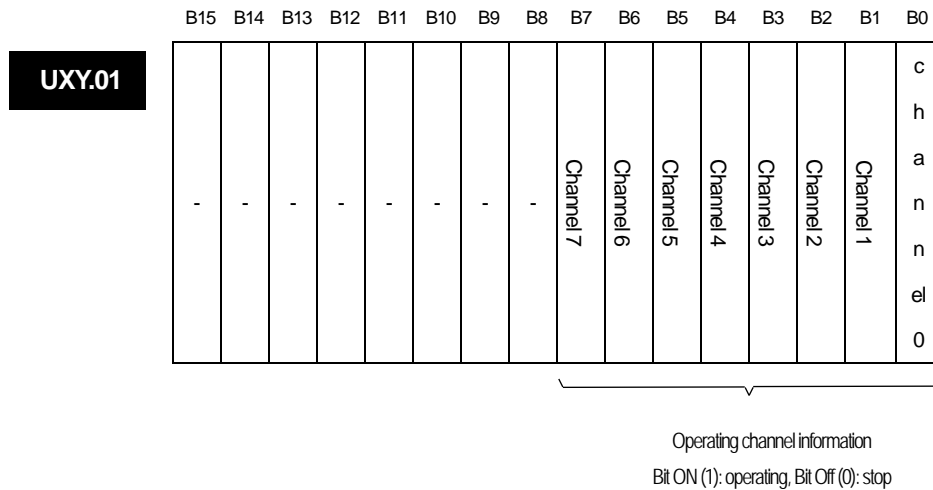 B15 B14 B13 B12 B11 B10 B9 B8 B7 B6 B5 B4 B3 B2 B1 B0
UXY.01
- - - - - - - -
Channel 7
Channel 6
Channel 5
Channel 4
Channel 3
Channel 2
Channel 1
c
h
a
n
n
el
0
Operating channel information
Bit ON (1): operating, Bit Off (0): stop